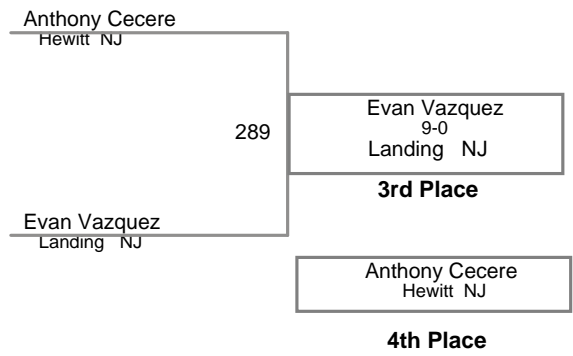 Anthony Cecere
Hewitt NJ
289
Evan Vazquez
9-0
Landing NJ
3rd Place
Evan Vazquez
Landing NJ
Anthony Cecere
Hewitt NJ
4th Place